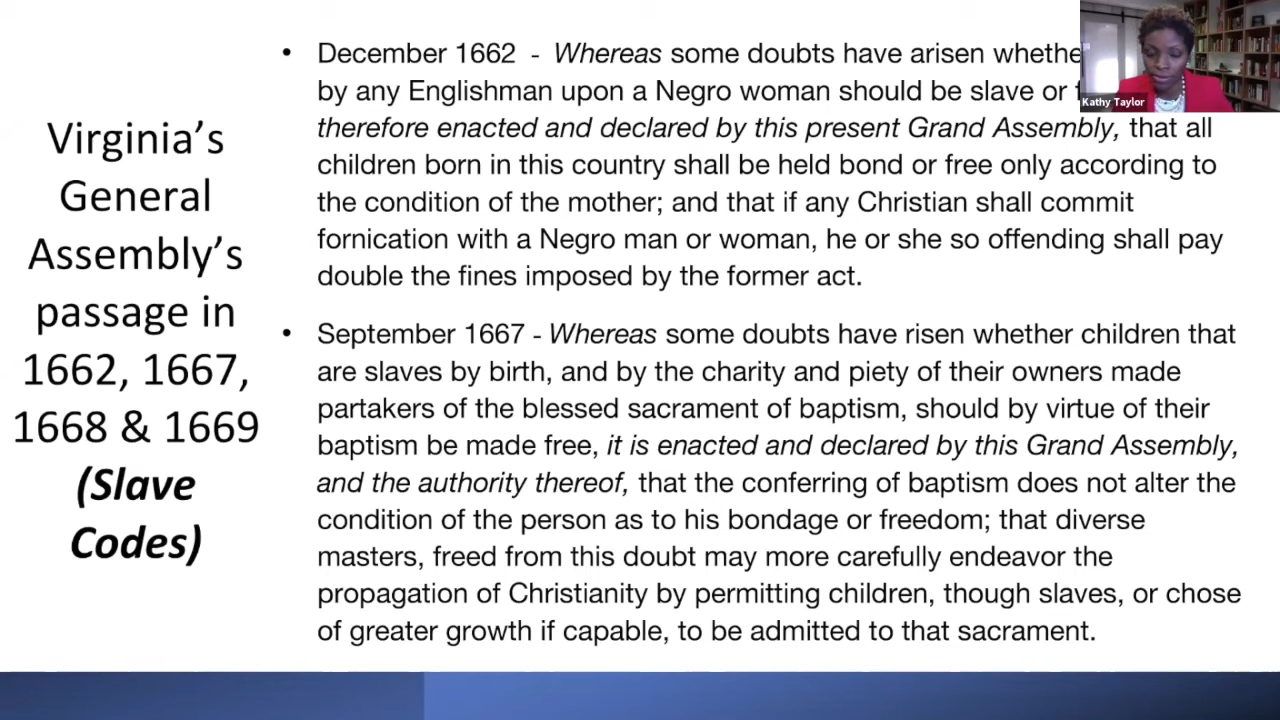 Virginia's
General
Assembly's
passage in
1662, 1667,
1668 & 1669
(Slave
Codes)
• December 1662 - Whereas some doubts have arisen
by any Englishman upon a Negro woman should be slave or
therefore enacted and declared by this present Grand Assembly, that all
children born in this country shall be held bond or free only according to
the condition of the mother; and that if any Christian shall commit
fornication with a Negro man or woman, he or she so offending shall pay
double the fines imposed by the former act.
• September 1667 - Whereas some doubts have risen whether children that
are slaves by birth, and by the charity and piety of their owners made
partakers of the blessed sacrament of baptism, should by virtue of their
baptism be made free, it is enacted and declared by this Grand Assembly,
and the authority thereof, that the conferring of baptism does not alter the
condition of the person as to his bondage or freedom; that diverse
masters, freed from this doubt may more carefully endeavor the
propagation of Christianity by permitting children, though slaves, or chose
of greater growth if capable, to be admitted to that sacrament.
Kathy Taylor